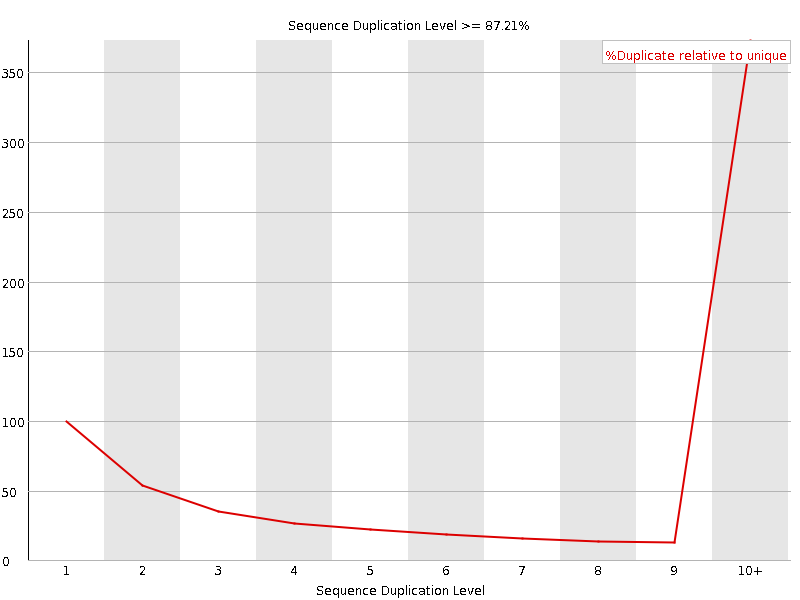 Sequence Duplication Level >= 87.21%
%Duplicate relative to unique
350
300
250
200
150
100
50
0
1 2 3 4 5 6 7 8 9 10+
Sequence Duplication Level